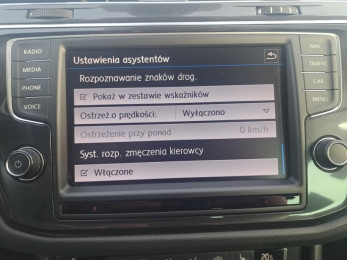 RADIO
MEDIA
PHONE
VOICE
Ustawienia asystentów
Rozpoznawanie znaków drog.
Pokaż w zestawie wskaźników
Ostrzeż.o prędkości: Wyłączono
Ostrzeżenie przy ponad 0 km/h
Syst. rozp. zmęczenia kierowcy
Włączone
NAV
TRAFFIC
CAR
MENU